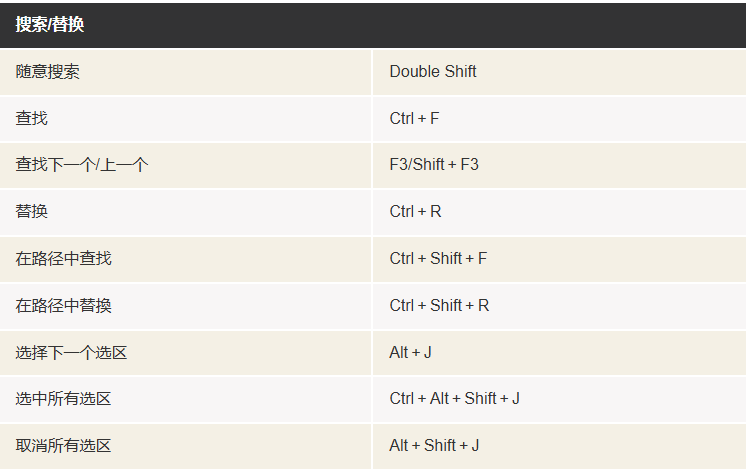 搜索/替换
随意搜索 Double Shift
查找 Ctrl + F
查找下一个/上一个 F3/Shift + F3
替换 Ctrl + R
在路径中查找 Ctrl + Shift + F
在路径中替換 Ctrl + Shift + R
选择下一个选区 Alt + J
选中所有选区 Ctrl + Alt + Shift + J
取消所有选区 Alt + Shift + J